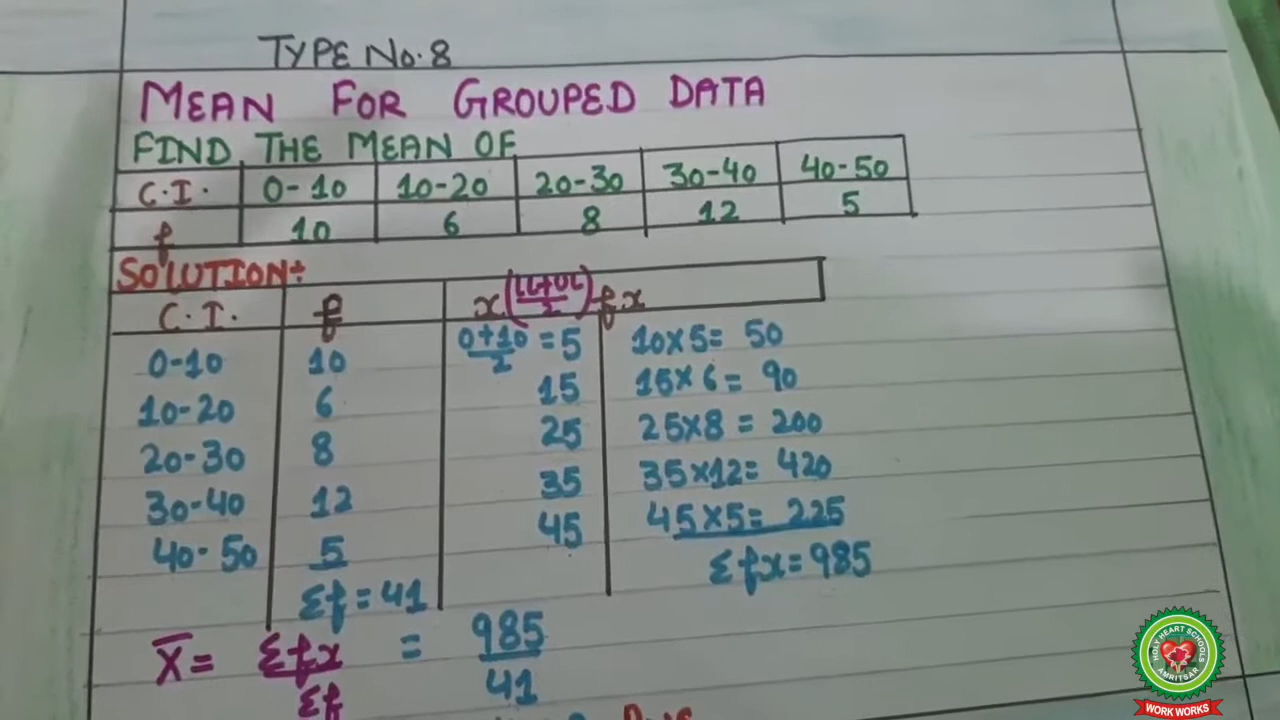 TYPE No. 8
MEAN FOR GROUPED DATA
FIND THE MEAN OF
C.I. 0-10 10-20 20-30 30-40 40-50
f 10 6 8 12 5
SOLUTION÷
C.I. f x(LL+UL/2) fx
0-10 10 0+10/2 = 5 10×5= 50
10-20 6 15 15×6= 90
20-30 8 25 25×8 = 200
30-40 12 35 35×12= 420
40-50 5 45 45×5= 225
Σf = 41 Σfx = 985
X̄ = Σfx/Σf = 985/41
HOLY HEART SCHOOLS
AMRITSAR
WORK WORKS